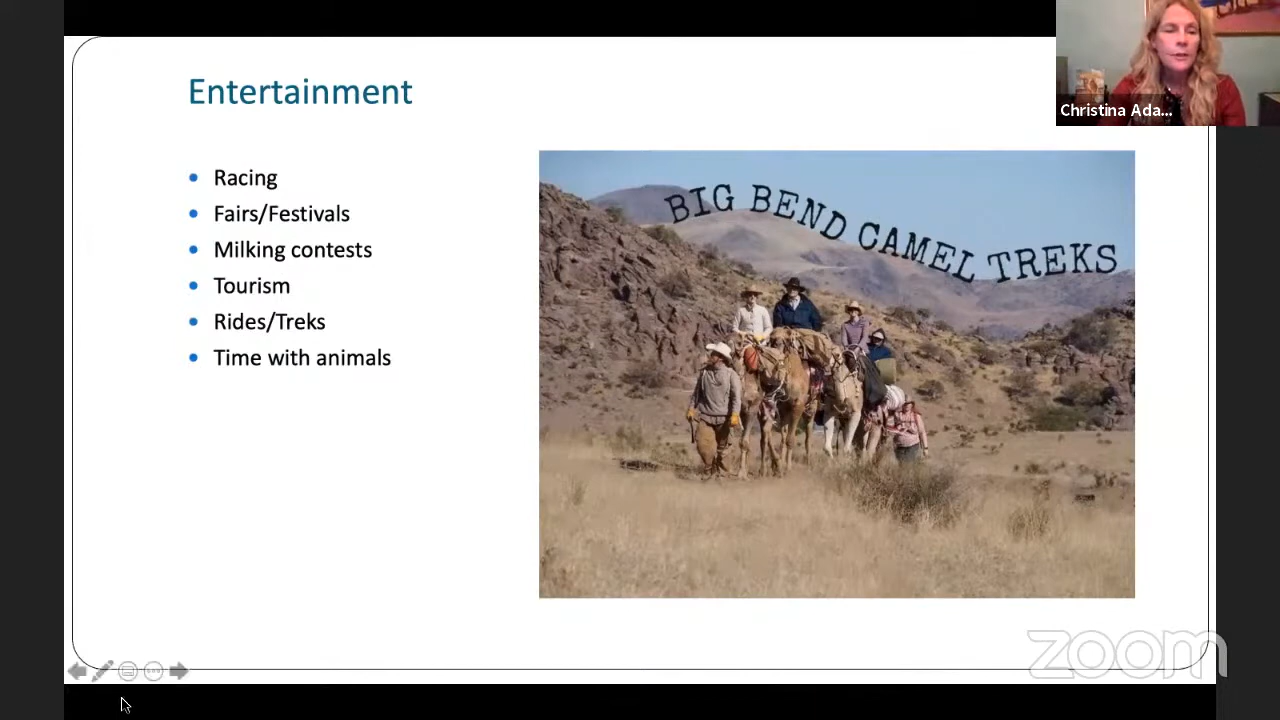 Entertainment
Christina Ada...
Racing
Fairs/Festivals
Milking contests
Tourism
Rides/Treks
Time with animals
BIG BEND CAMEL TREKS
zoom